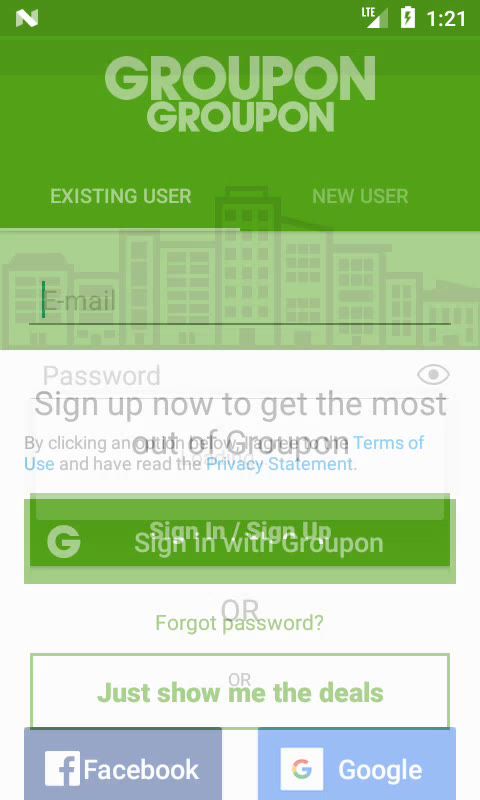 LTE 1:21
GROUPON
GROUPON
EXISTING USER NEW USER
E-mail
Password
Sign up now to get the most
out of Groupon
By clicking an option below, I agree to the Terms of
Use and have read the Privacy Statement.
Sign In / Sign Up
Sign in with Groupon
OR
Forgot password?
OR
Just show me the deals
Facebook Google